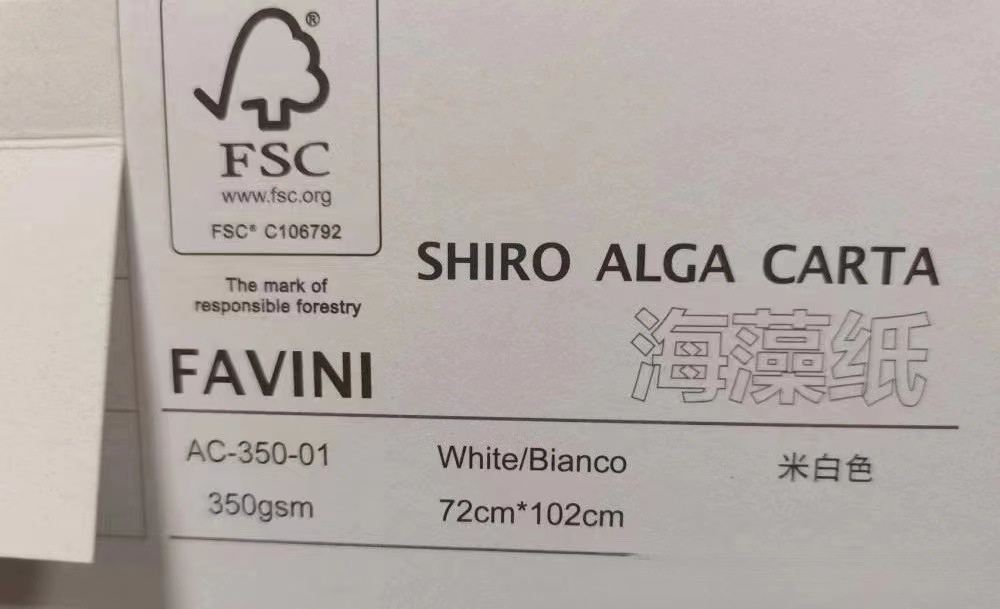 ®
FSC
www.fsc.org
FSC® C106792
The mark of
responsible forestry
SHIRO ALGA CARTA
海藻纸
FAVINI
AC-350-01 White/Bianco 米白色
350gsm 72cm*102cm